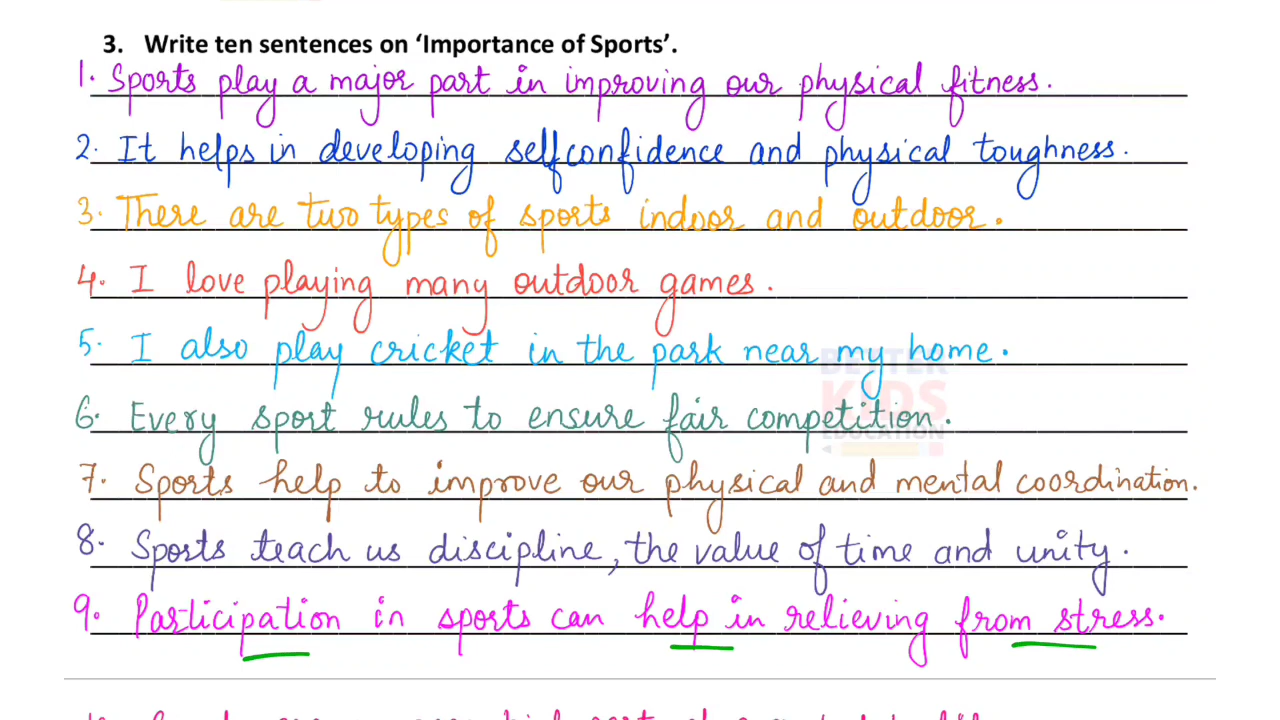 3. Write ten sentences on ‘Importance of Sports’.
1. Sports play a major part in improving our physical fitness.
2. It helps in developing selfconfidence and physical toughness.
3. There are two types of sports indoor and outdoor.
4. I love playing many outdoor games.
5. I also play cricket in the park near my home.
BETTER
KIDS
6. Every sport rules to ensure fair competition.
EDUCATION
7. Sports help to improve our physical and mental coordination.
8. Sports teach us discipline, the value of time and unity.
9. Participation in sports can help in relieving from stress.